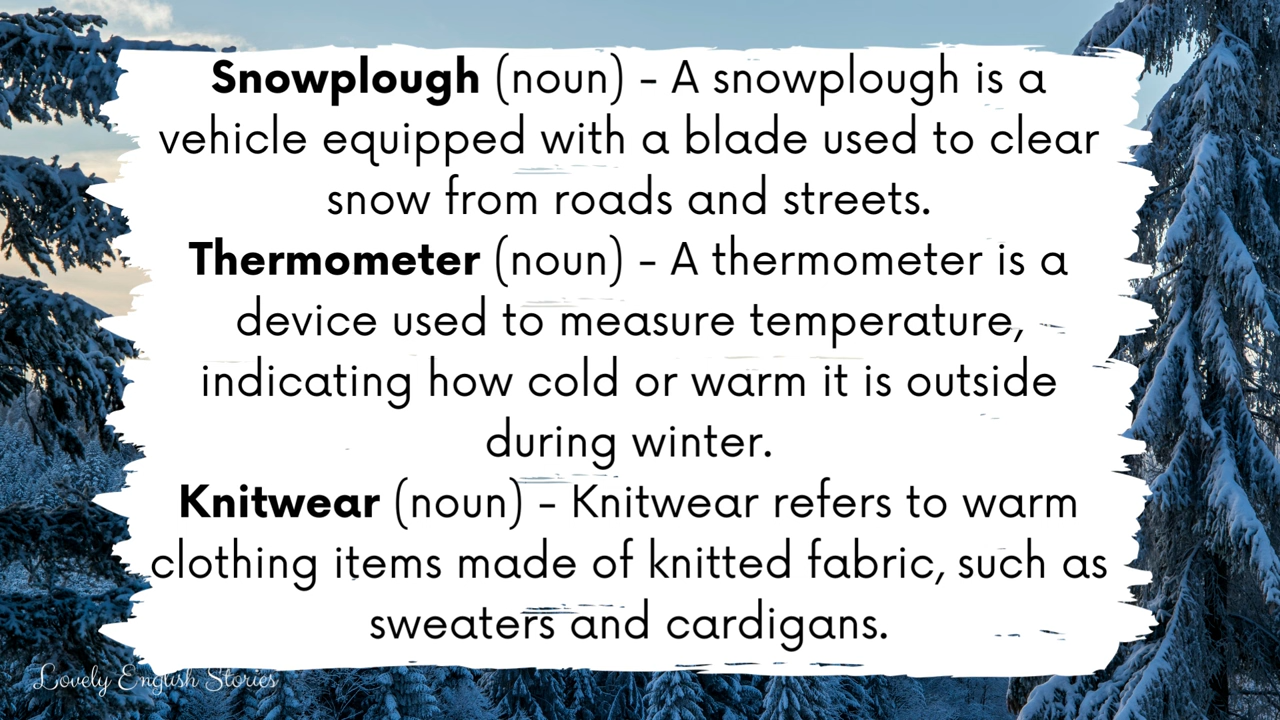 Snowplough (noun) - A snowplough is a
vehicle equipped with a blade used to clear
snow from roads and streets.
Thermometer (noun) - A thermometer is a
device used to measure temperature,
indicating how cold or warm it is outside
during winter.
Knitwear (noun) - Knitwear refers to warm
clothing items made of knitted fabric, such as
sweaters and cardigans.
Lovely English Stories